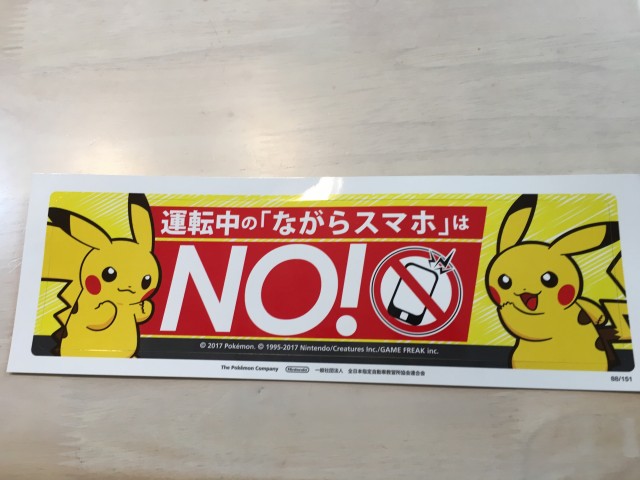 運転中の「ながらスマホ」は
NO!
© 2017 Pokémon. © 1995-2017 Nintendo/Creatures Inc./GAME FREAK inc.
The Pokémon Company Nintendo 一般社団法人 全日本指定自動車教習所協会連合会